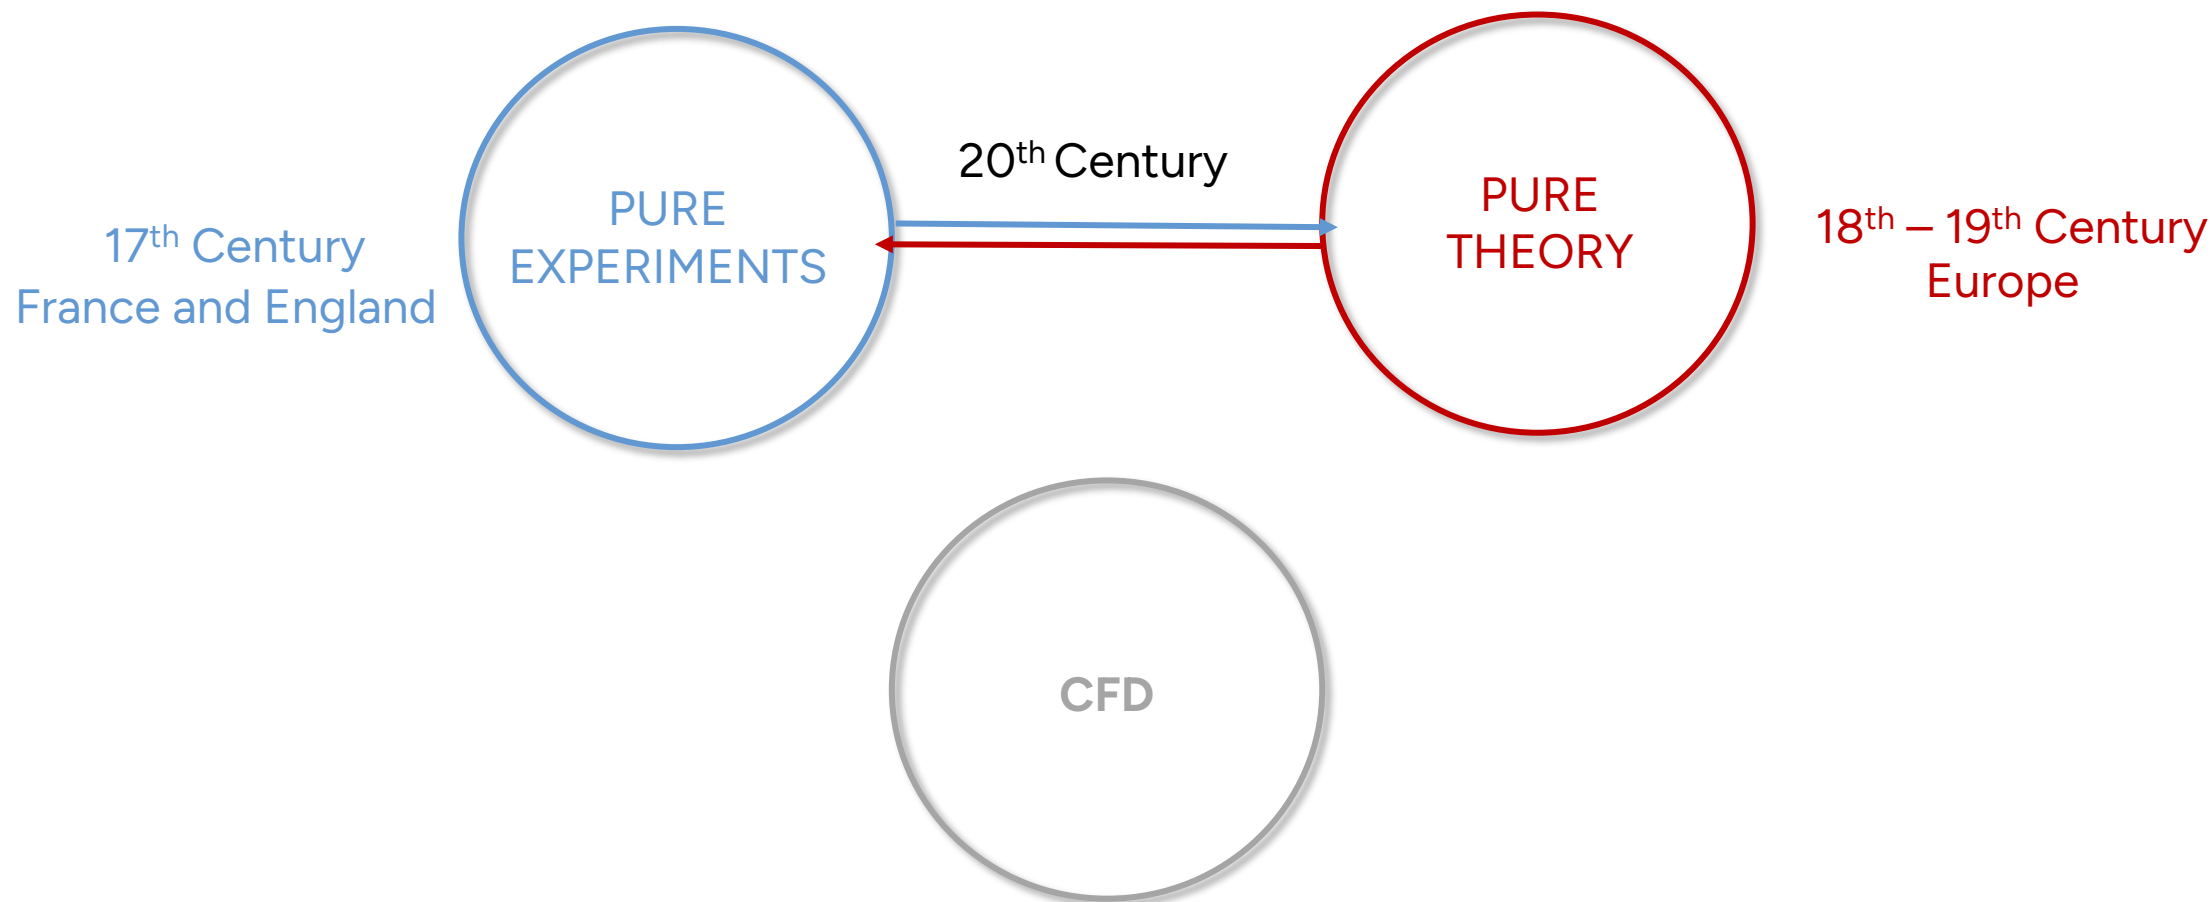 17th Century
France and England
PURE
EXPERIMENTS
20th Century
PURE
THEORY
18th – 19th Century
Europe
CFD